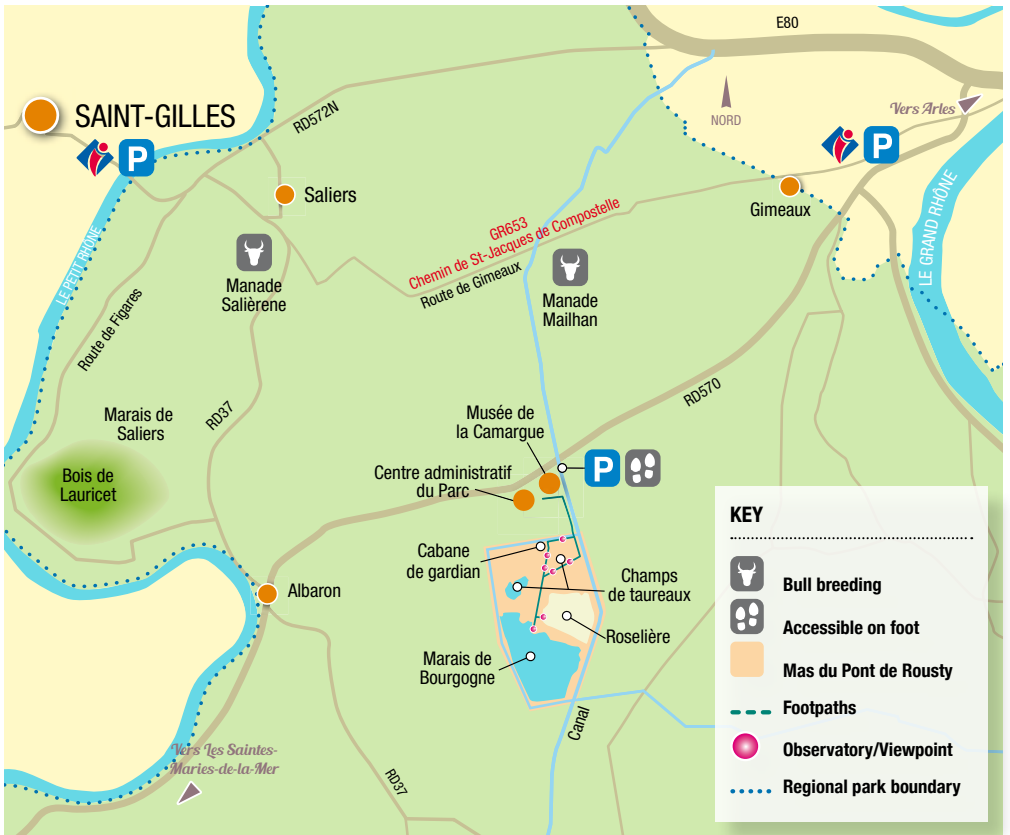 E80
SAINT-GILLES
P
RD572N
NORD
Vers Arles
P
Saliers
Gimeaux
LE PETIT RHÔNE
LE GRAND RHÔNE
GR653
Chemin de St-Jacques de Compostelle
Route de Gimeaux
Manade
Salièrene
Manade
Mailhan
Route de Figares
RD37
RD570
Marais de
Saliers
Bois de
Lauricet
Musée de
la Camargue
Centre administratif
du Parc
P
Cabane
de gardian
Champs
de taureaux
Albaron
Roselière
Marais de
Bourgogne
Canal
Vers Les Saintes-
Maries-de-la-Mer
RD37
KEY
Bull breeding
Accessible on foot
Mas du Pont de Rousty
Footpaths
Observatory/Viewpoint
Regional park boundary